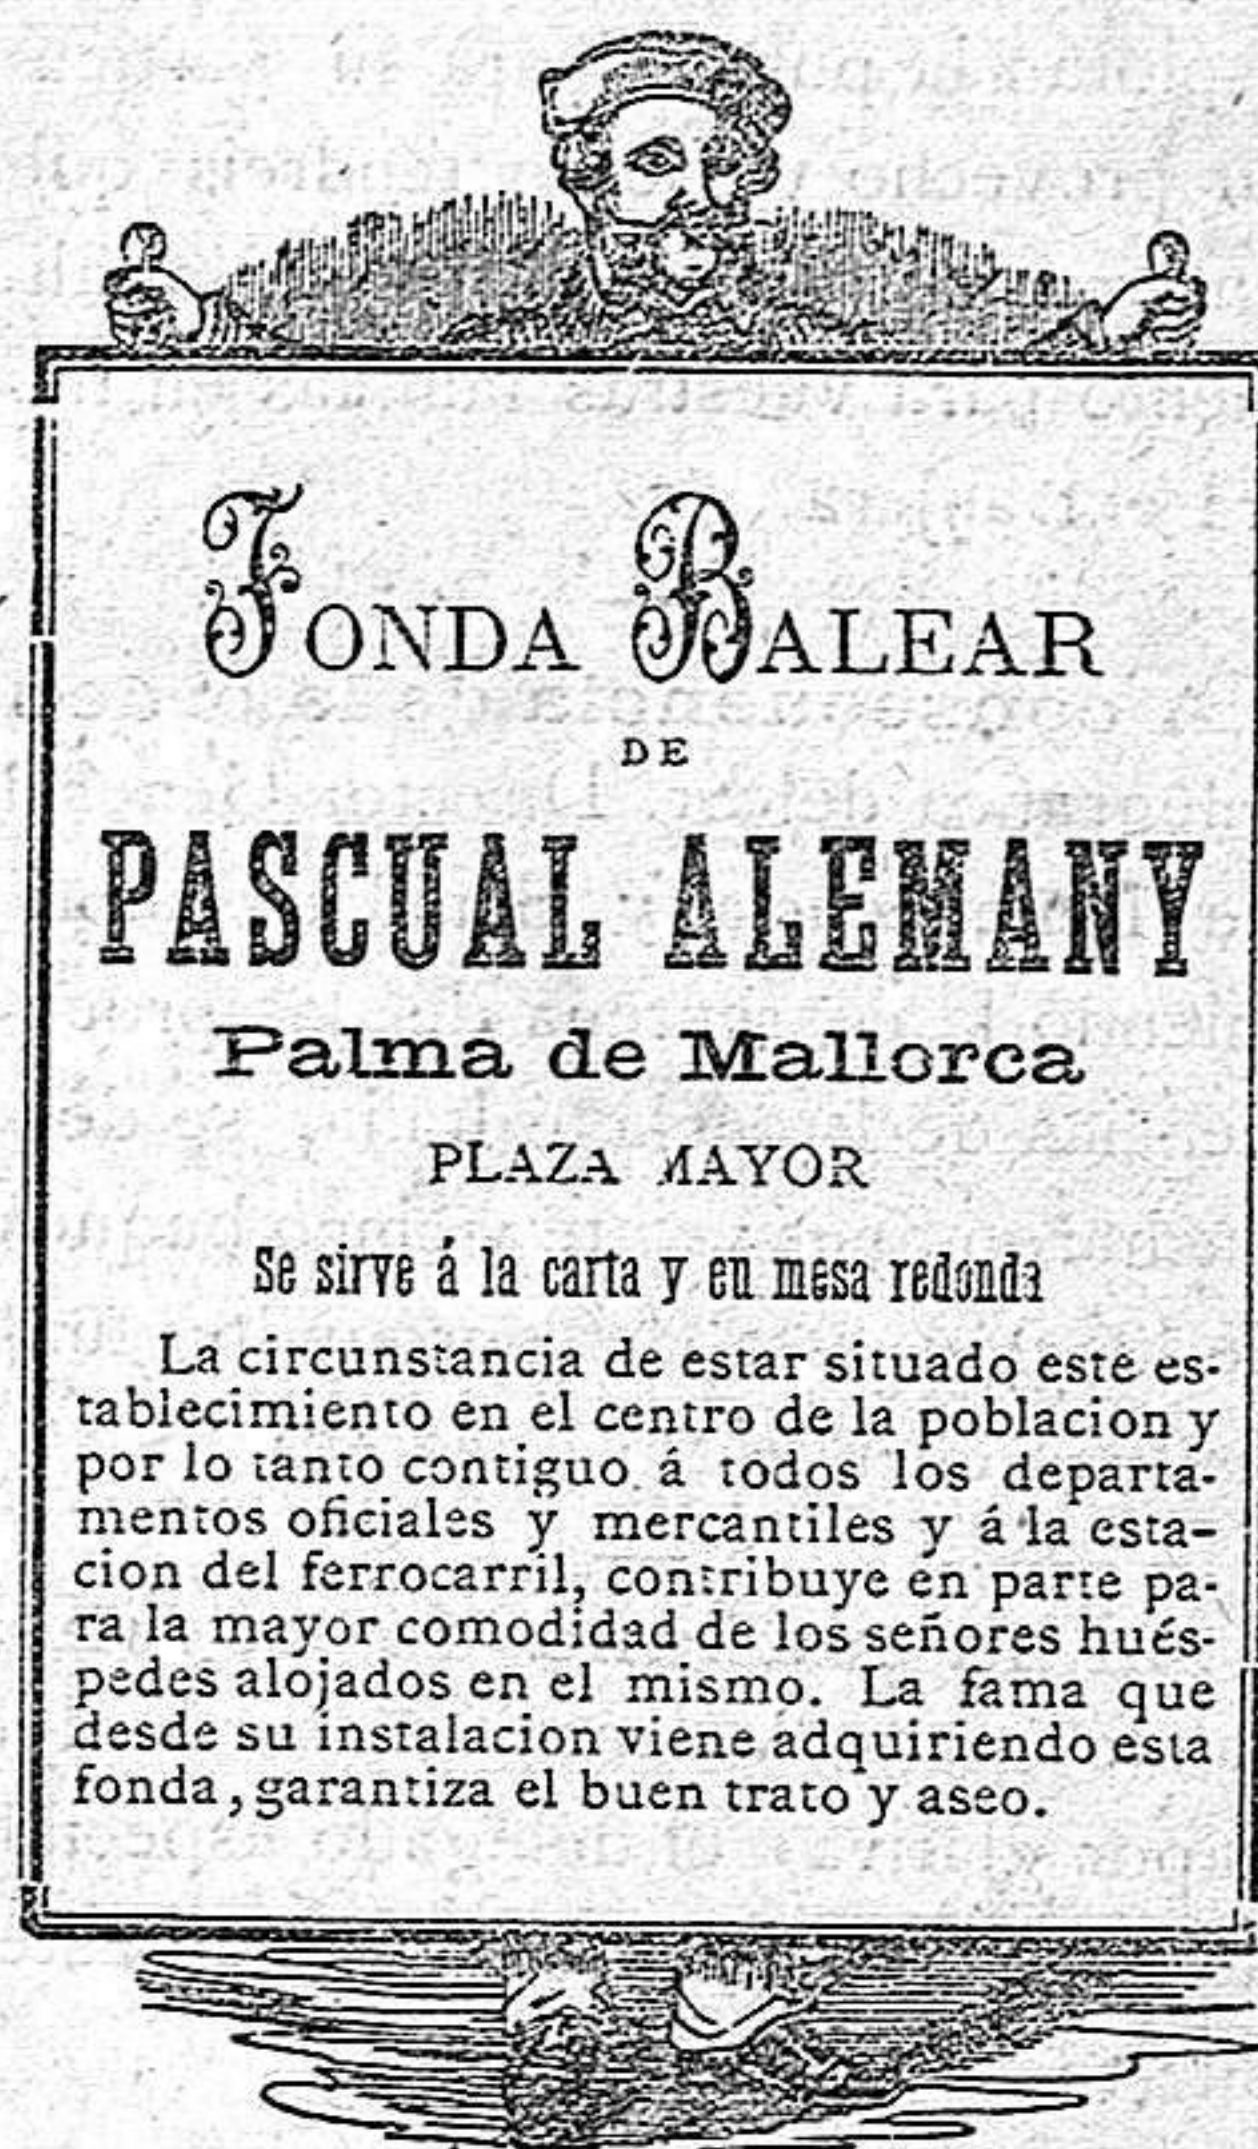 FONDA BALEAR
DE
PASCUAL ALEMANY
Palma de Mallorca
PLAZA MAYOR
Se sirve á la carta y en mesa redonda
La circunstancia de estar situado este es-
tablecimiento en el centro de la poblacion y
por lo tanto contiguo á todos los departa-
mentos oficiales y mercantiles y á la esta-
cion del ferrocarril, contribuye en parte pa-
ra la mayor comodidad de los señores hués-
pedes alojados en el mismo. La fama que
desde su instalacion viene adquiriendo esta
fonda, garantiza el buen trato y aseo.